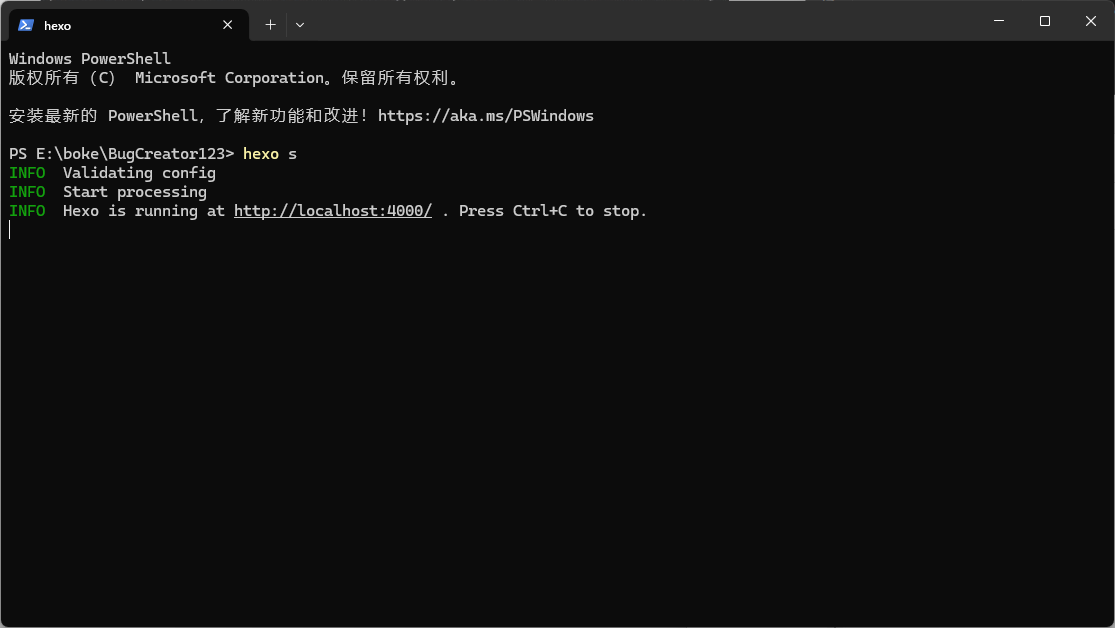 hexo
Windows PowerShell
版权所有（C） Microsoft Corporation。保留所有权利。
安装最新的 PowerShell，了解新功能和改进！https://aka.ms/PSWindows
PS E:\boke\BugCreator123> hexo s
INFO  Validating config
INFO  Start processing
INFO  Hexo is running at http://localhost:4000/ . Press Ctrl+C to stop.